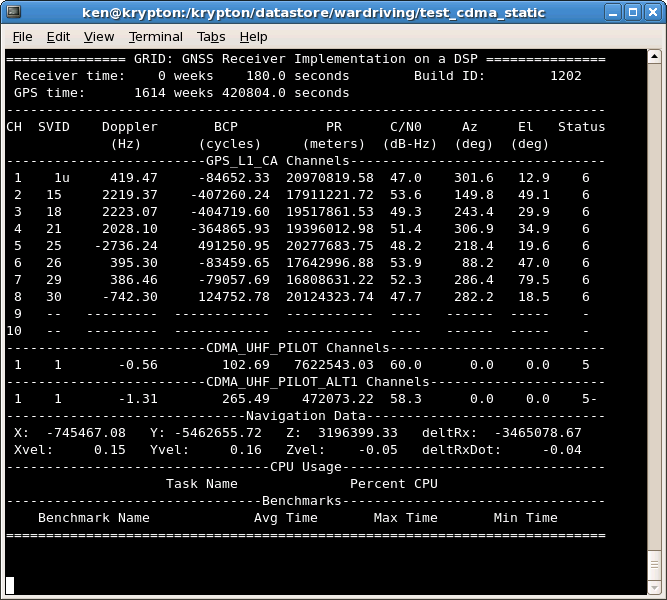 ken@krypton:/krypton/datastore/wardriving/test_cdma_static
File Edit View Terminal Tabs Help
=============== GRID: GNSS Receiver Implementation on a DSP ===============
Receiver time: 0 weeks 180.0 seconds Build ID: 1202
GPS time: 1614 weeks 420804.0 seconds
---------------------------------------------------------------------------
CH SVID Doppler BCP PR C/N0 Az El Status
(Hz) (cycles) (meters) (dB-Hz) (deg) (deg)
-------------------------GPS_L1_CA Channels--------------------------------
1 1u 419.47 -84652.33 20970819.58 47.0 301.6 12.9 6
2 15 2219.37 -407260.24 17911221.72 53.6 149.8 49.1 6
3 18 2223.07 -404719.60 19517861.53 49.3 243.4 29.9 6
4 21 2028.10 -364865.93 19396012.98 51.4 306.9 34.9 6
5 25 -2736.24 491250.95 20277683.75 48.2 218.4 19.6 6
6 26 395.30 -83459.65 17642996.88 53.9 88.2 47.0 6
7 29 386.46 -79057.69 16808631.22 52.3 286.4 79.5 6
8 30 -742.30 124752.78 20124323.74 47.7 282.2 18.5 6
9 -- --------- ------------ ----------- ---- ------ ----- -
10 -- --------- ------------ ----------- ---- ------ ----- -
-------------------------CDMA_UHF_PILOT Channels---------------------------
1 1 -0.56 102.69 7622543.03 60.0 0.0 0.0 5
-------------------------CDMA_UHF_PILOT_ALT1 Channels----------------------
1 1 -1.31 265.49 472073.22 58.3 0.0 0.0 5-
------------------------------Navigation Data------------------------------
X: -745467.08 Y: -5462655.72 Z: 3196399.33 deltRx: -3465078.67
Xvel: 0.15 Yvel: 0.16 Zvel: -0.05 deltRxDot: -0.04
---------------------------------CPU Usage---------------------------------
Task Name Percent CPU
--------------------------------Benchmarks---------------------------------
Benchmark Name Avg Time Max Time Min Time
===========================================================================